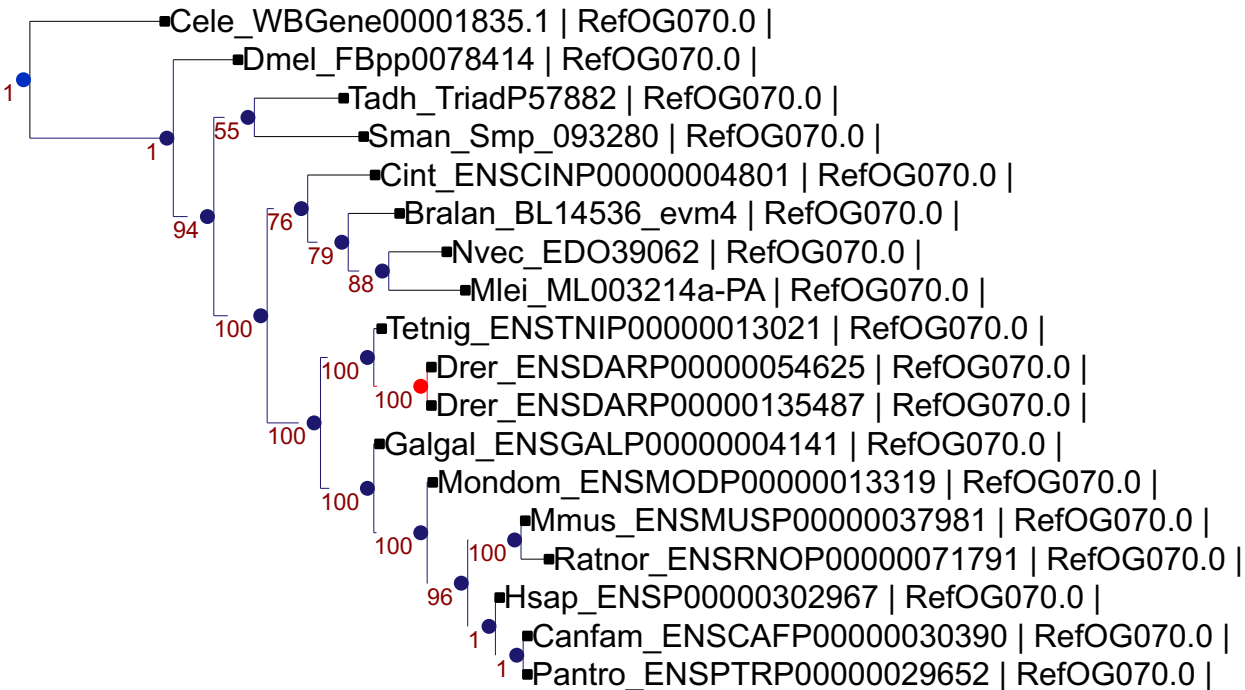 Cele_WBGene00001835.1 | RefOG070.0 |
Dmel_FBpp0078414 | RefOG070.0 |
1
Tadh_TriadP57882 | RefOG070.0 |
55
Sman_Smp_093280 | RefOG070.0 |
1
Cint_ENSCINP00000004801 | RefOG070.0 |
76
Bralan_BL14536_evm4 | RefOG070.0 |
94
79
Nvec_EDO39062 | RefOG070.0 |
88
Mlei_ML003214a-PA | RefOG070.0 |
100
Tetnig_ENSTNIP00000013021 | RefOG070.0 |
100
Drer_ENSDARP00000054625 | RefOG070.0 |
100
Drer_ENSDARP00000135487 | RefOG070.0 |
100
Galgal_ENSGALP00000004141 | RefOG070.0 |
100
Mondom_ENSMODP00000013319 | RefOG070.0 |
Mmus_ENSMUSP00000037981 | RefOG070.0 |
100
100
Ratnor_ENSRNOP00000071791 | RefOG070.0 |
96
Hsap_ENSP00000302967 | RefOG070.0 |
1
Canfam_ENSCAFP00000030390 | RefOG070.0 |
1
Pantro_ENSPTRP00000029652 | RefOG070.0 |